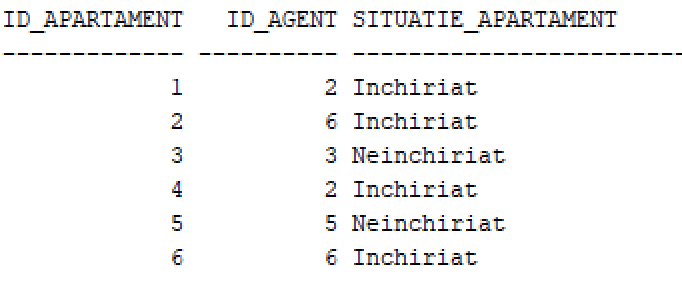 ID_APARTAMENT   ID_AGENT SITUATIE_APARTAMENT
------------- ---------- -------------------------
            1          2 Inchiriat
            2          6 Inchiriat
            3          3 Neinchiriat
            4          2 Inchiriat
            5          5 Neinchiriat
            6          6 Inchiriat